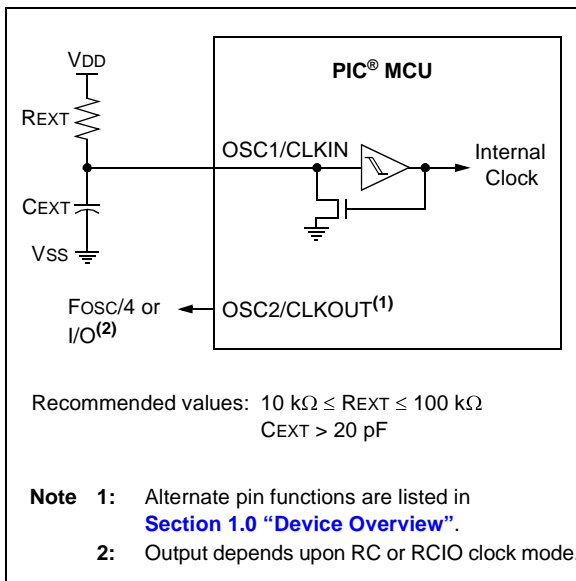 VDD
PIC® MCU
REXT
OSC1/CLKIN
Internal
Clock
CEXT
VSS
FOSC/4 or
I/O(2)
OSC2/CLKOUT(1)
Recommended values: 10 kΩ ≤ REXT ≤ 100 kΩ
CEXT > 20 pF
Note 1: Alternate pin functions are listed in
Section 1.0 “Device Overview”.
2: Output depends upon RC or RCIO clock mode.